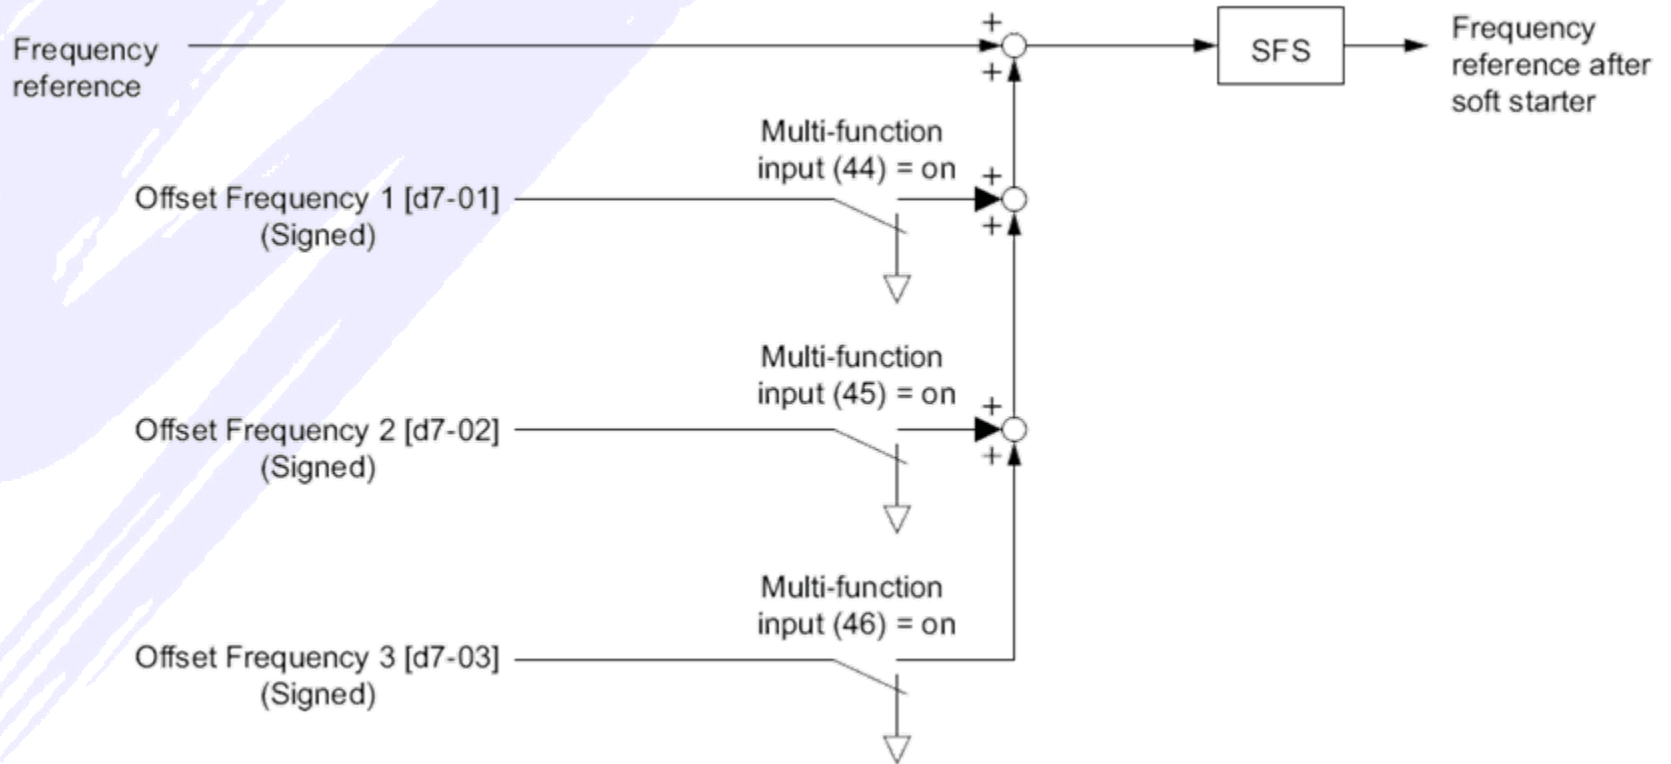 Frequency
reference
+
+
SFS
Frequency
reference after
soft starter
Multi-function
input (44) = on
Offset Frequency 1 [d7-01]
(Signed)
+
+
Multi-function
input (45) = on
Offset Frequency 2 [d7-02]
(Signed)
+
+
Multi-function
input (46) = on
Offset Frequency 3 [d7-03]
(Signed)